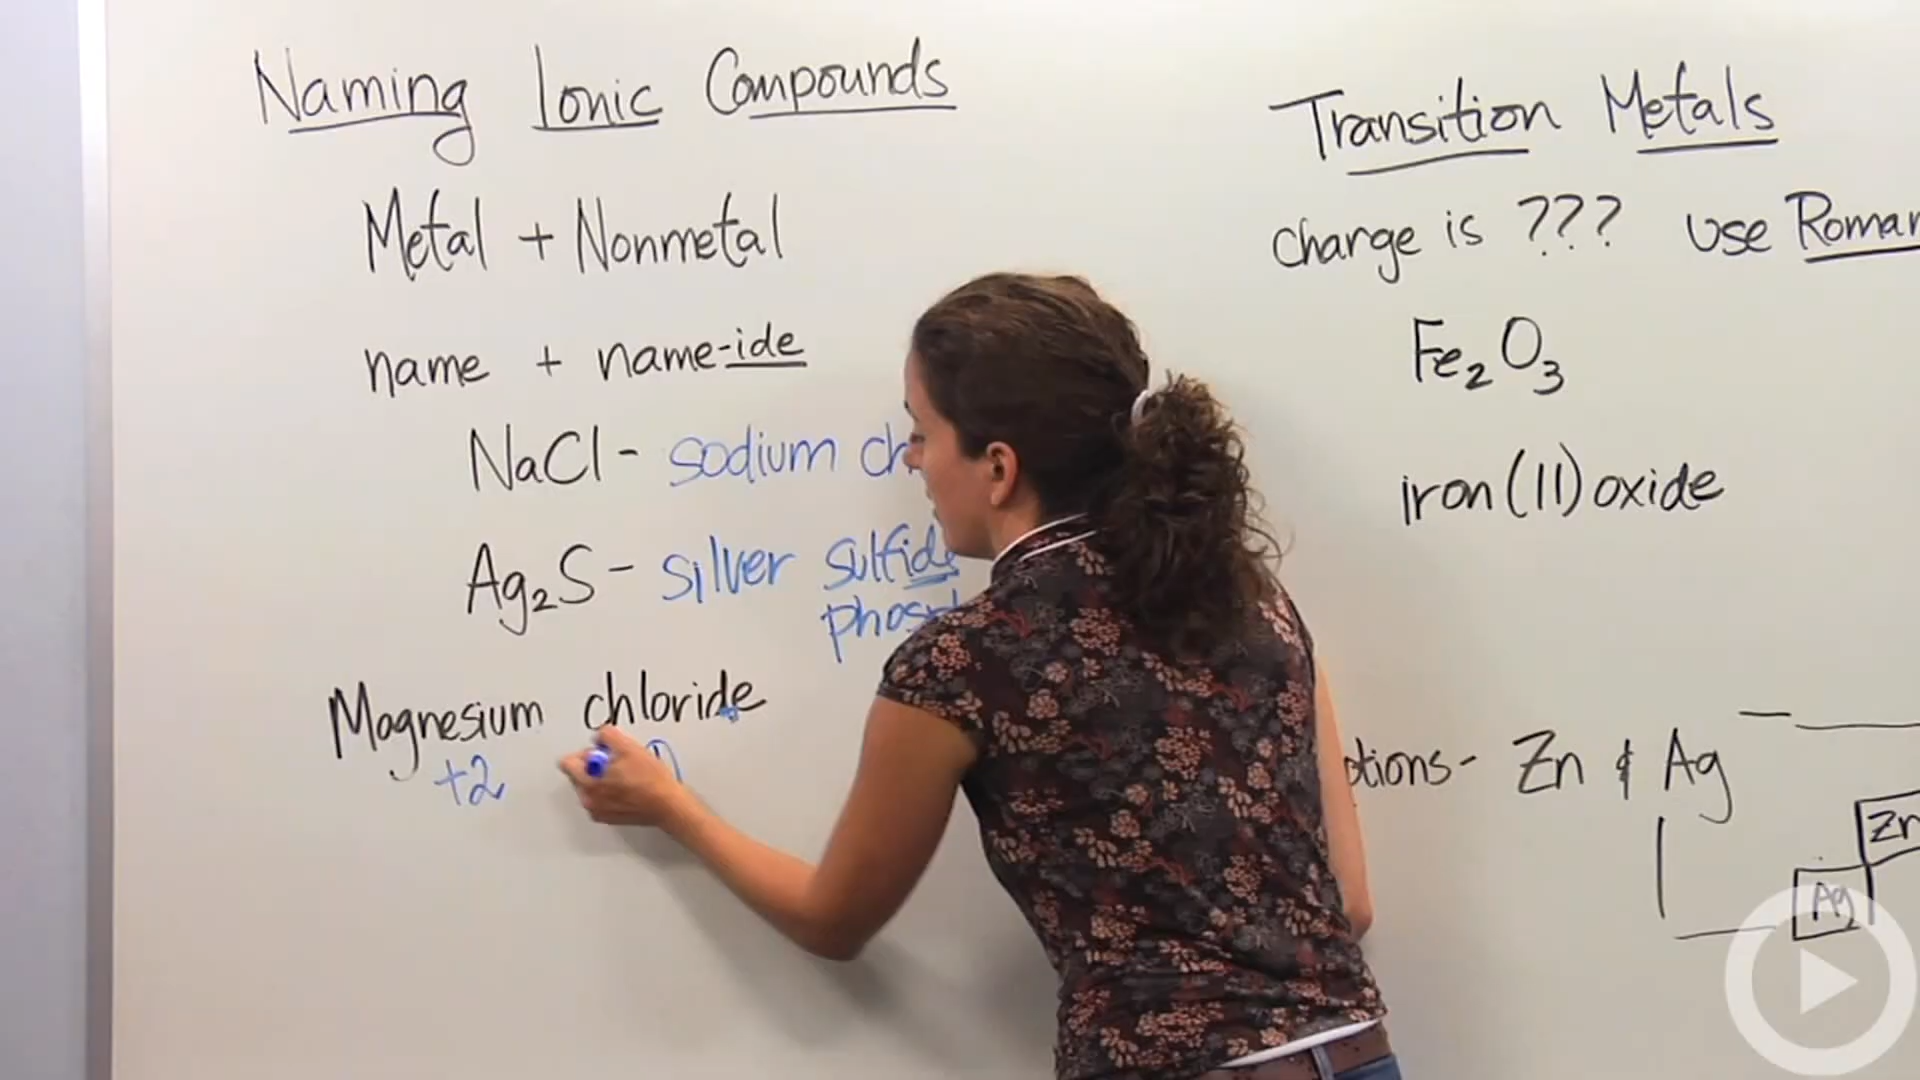 Naming Ionic Compounds
Metal + Nonmetal
name + name-ide
NaCl - sodium
Ag₂S - silver sulfide
Magnesium chloride
+2
Transition Metals
charge is ??? use
Fe₂O₃
iron (II) oxide
Zn & Ag
Zn
Ag